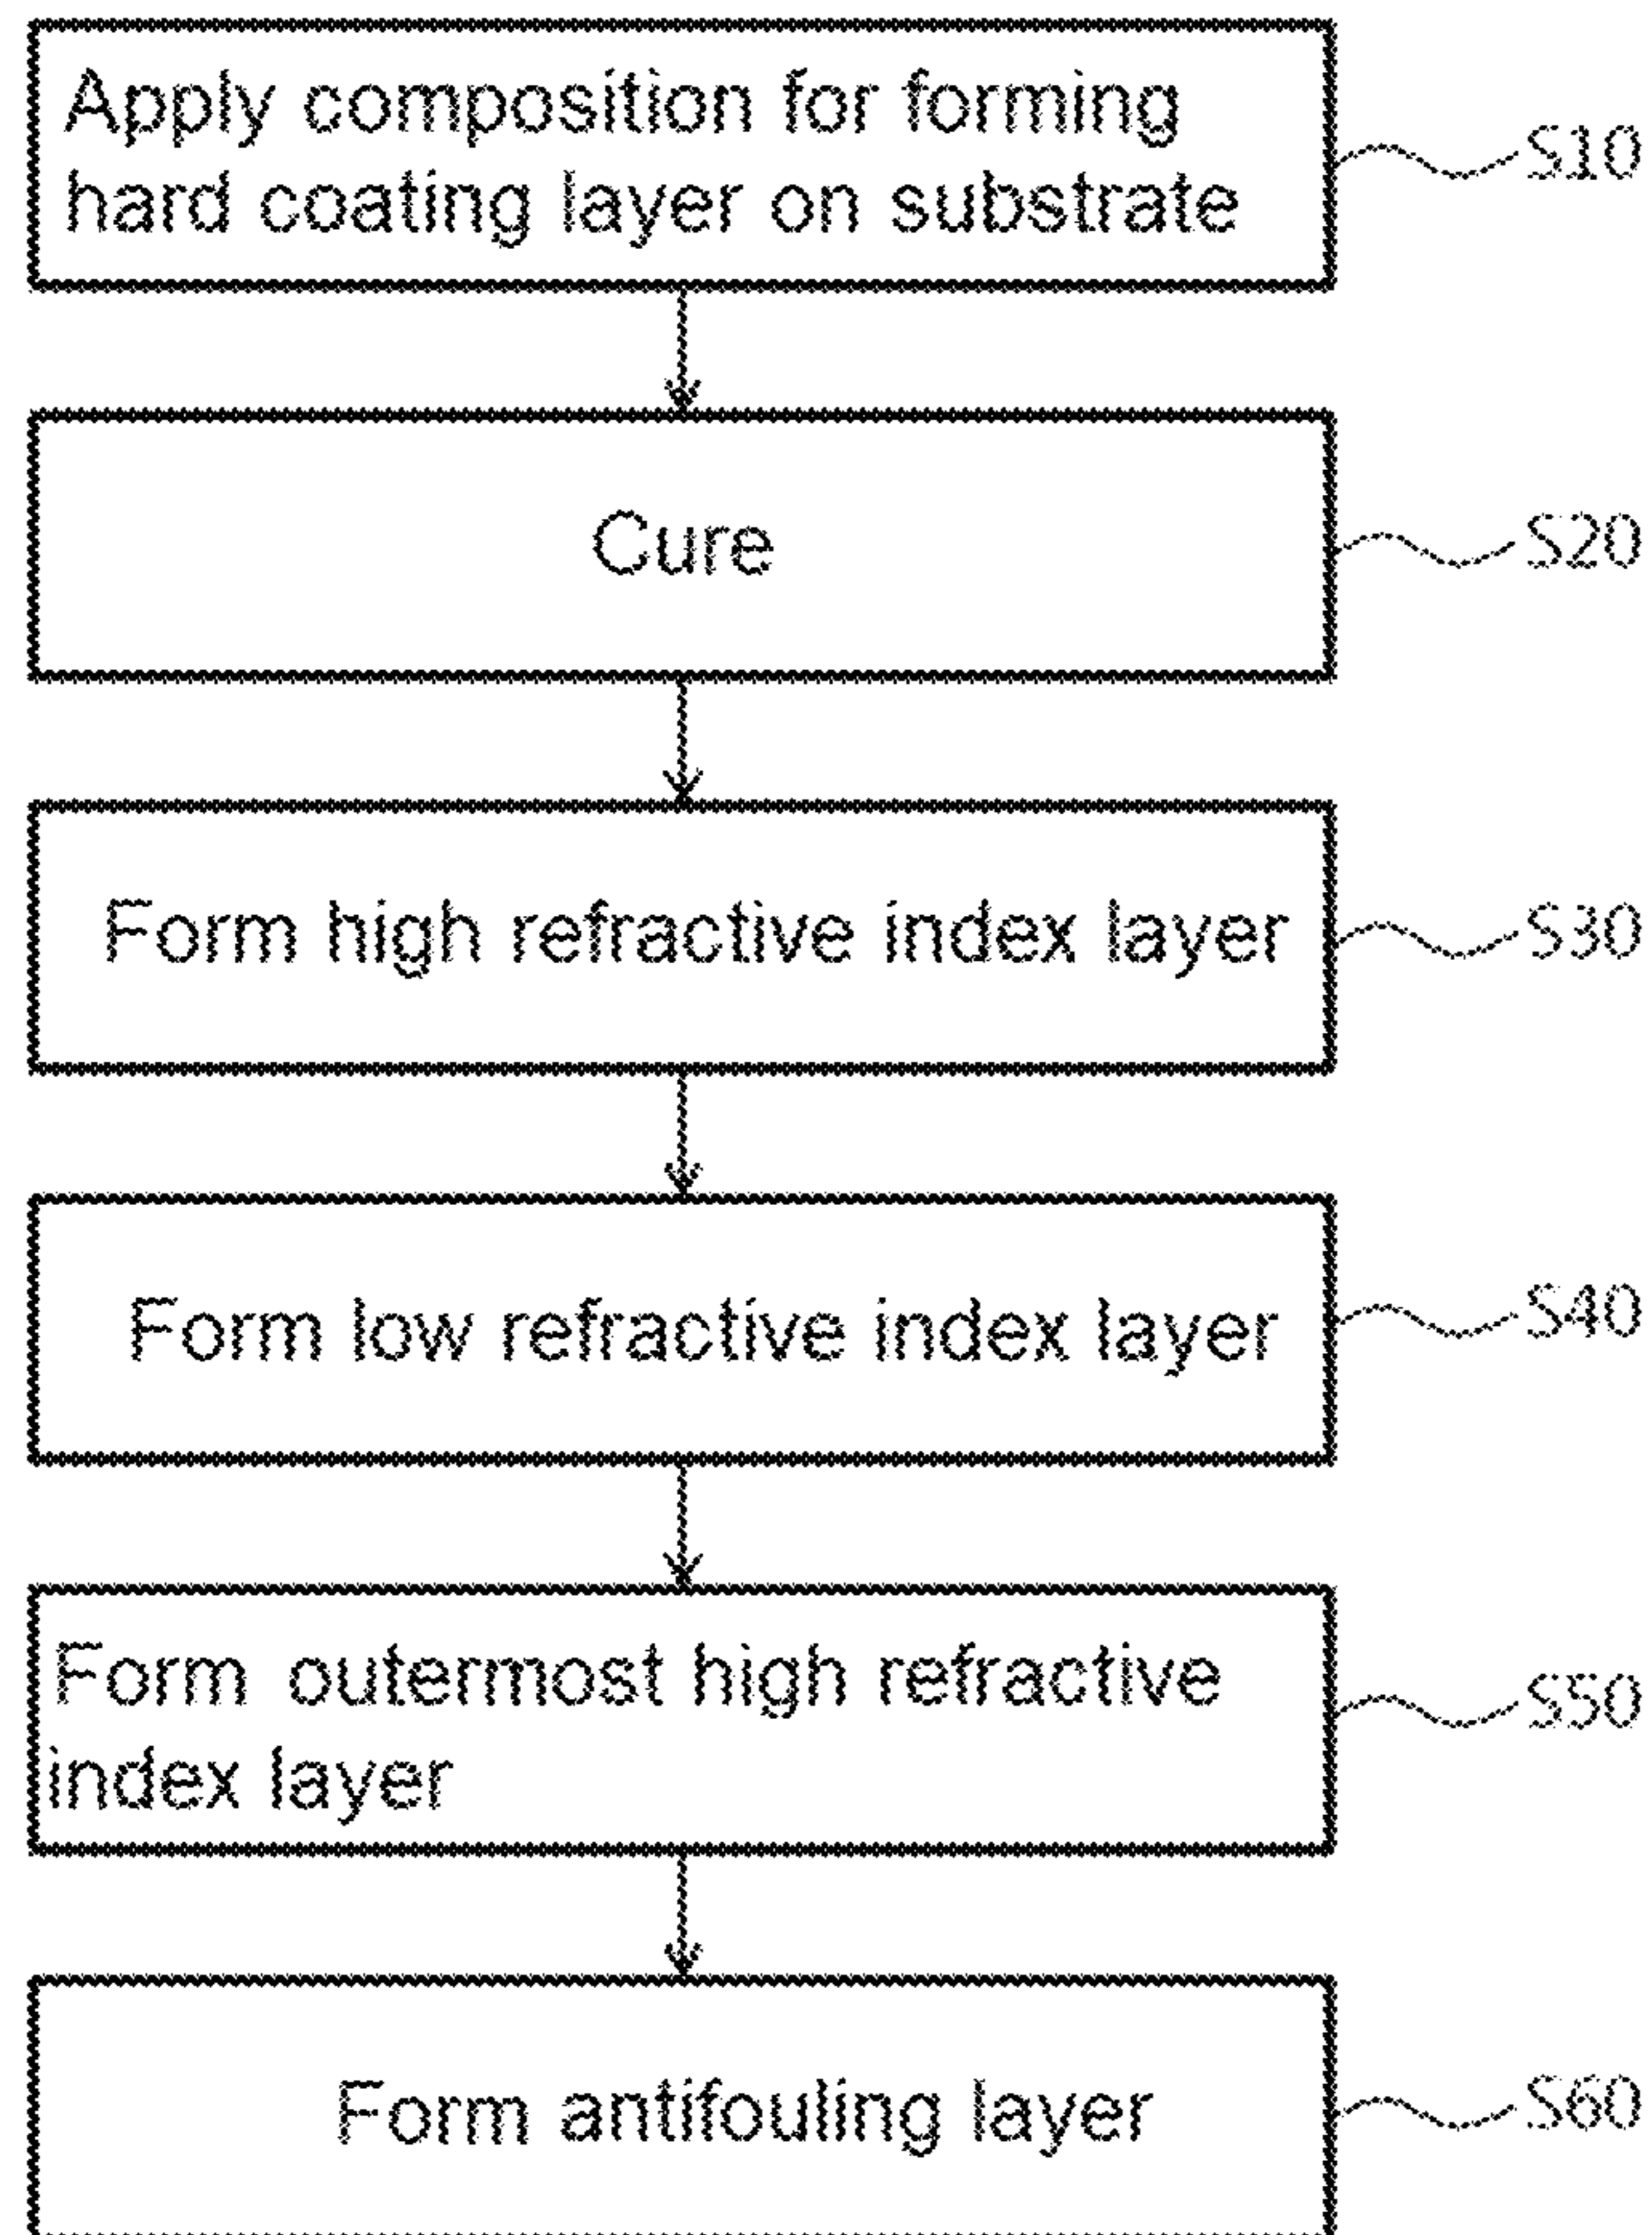 Apply composition for forming
hard coating layer on substrate
S10
Cure
S20
Form high refractive index layer
S30
Form low refractive index layer
S40
Form outermost high refractive
index layer
S50
Form antifouling layer
S60